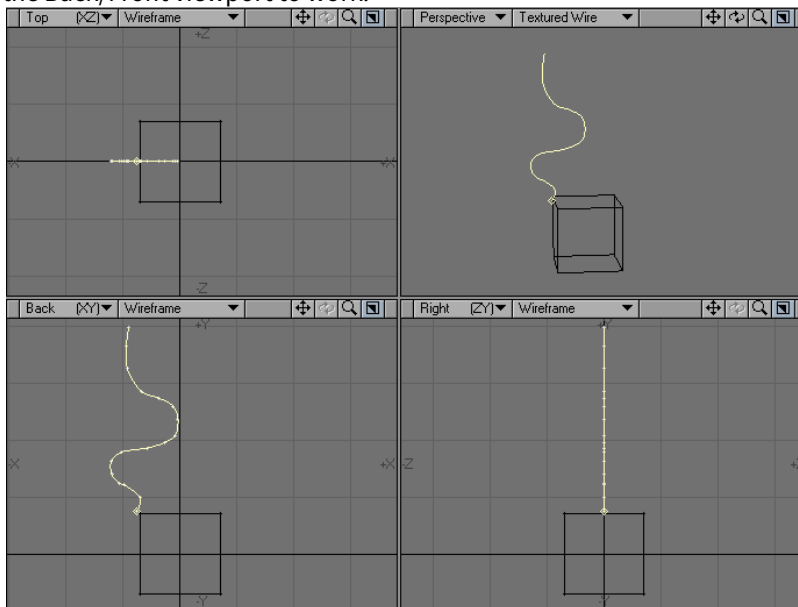 the Back/Front viewport to work.
Top (XZ) Wireframe
Perspective Textured Wire
+Z
-X +X
-Z
Back (XY) Wireframe
Right (ZY) Wireframe
+Y +Y
-X +X -Z
-Y -Y